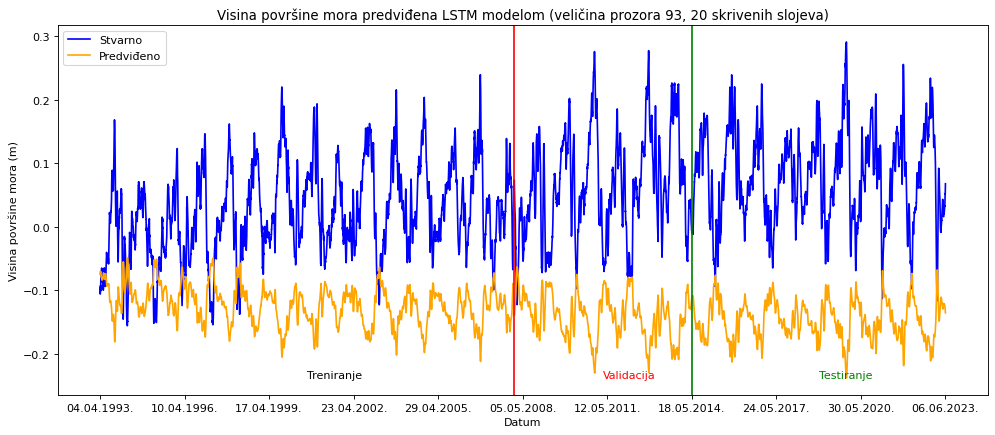 Visina površine mora predviđena LSTM modelom (veličina prozora 93, 20 skrivenih slojeva)
Stvarno
Predviđeno
0.3
0.2
0.1
0.0
−0.1
−0.2
Visina površine mora (m)
Treniranje
Validacija
Testiranje
04.04.1993.
10.04.1996.
17.04.1999.
23.04.2002.
29.04.2005.
05.05.2008.
12.05.2011.
18.05.2014.
24.05.2017.
30.05.2020.
06.06.2023.
Datum